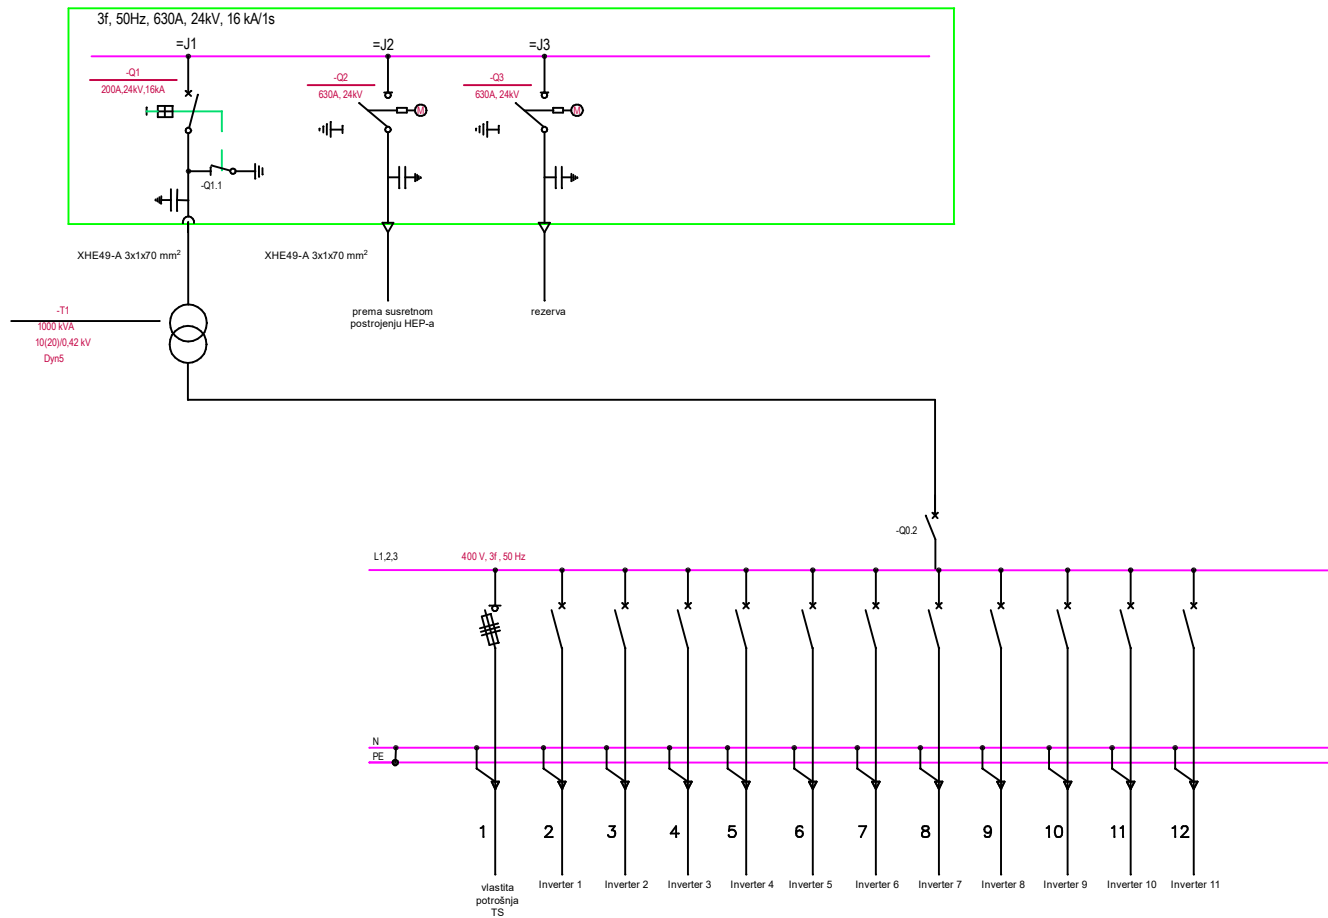 3f, 50Hz, 630A, 24kV, 16 kA/1s
=J1
=J2
=J3
-Q1
200A,24kV,16kA
-Q2
630A, 24kV
-Q3
630A, 24kV
M
M
-Q1.1
XHE49-A 3x1x70 mm²
XHE49-A 3x1x70 mm²
prema susretnom
postrojenju HEP-a
rezerva
-T1
1000 kVA
10(20)/0,42 kV
Dyn5
-Q0.2
L1,2,3
400 V, 3f , 50 Hz
N
PE
1
2
3
4
5
6
7
8
9
10
11
12
vlastita
potrošnja
TS
Inverter 1
Inverter 2
Inverter 3
Inverter 4
Inverter 5
Inverter 6
Inverter 7
Inverter 8
Inverter 9
Inverter 10
Inverter 11